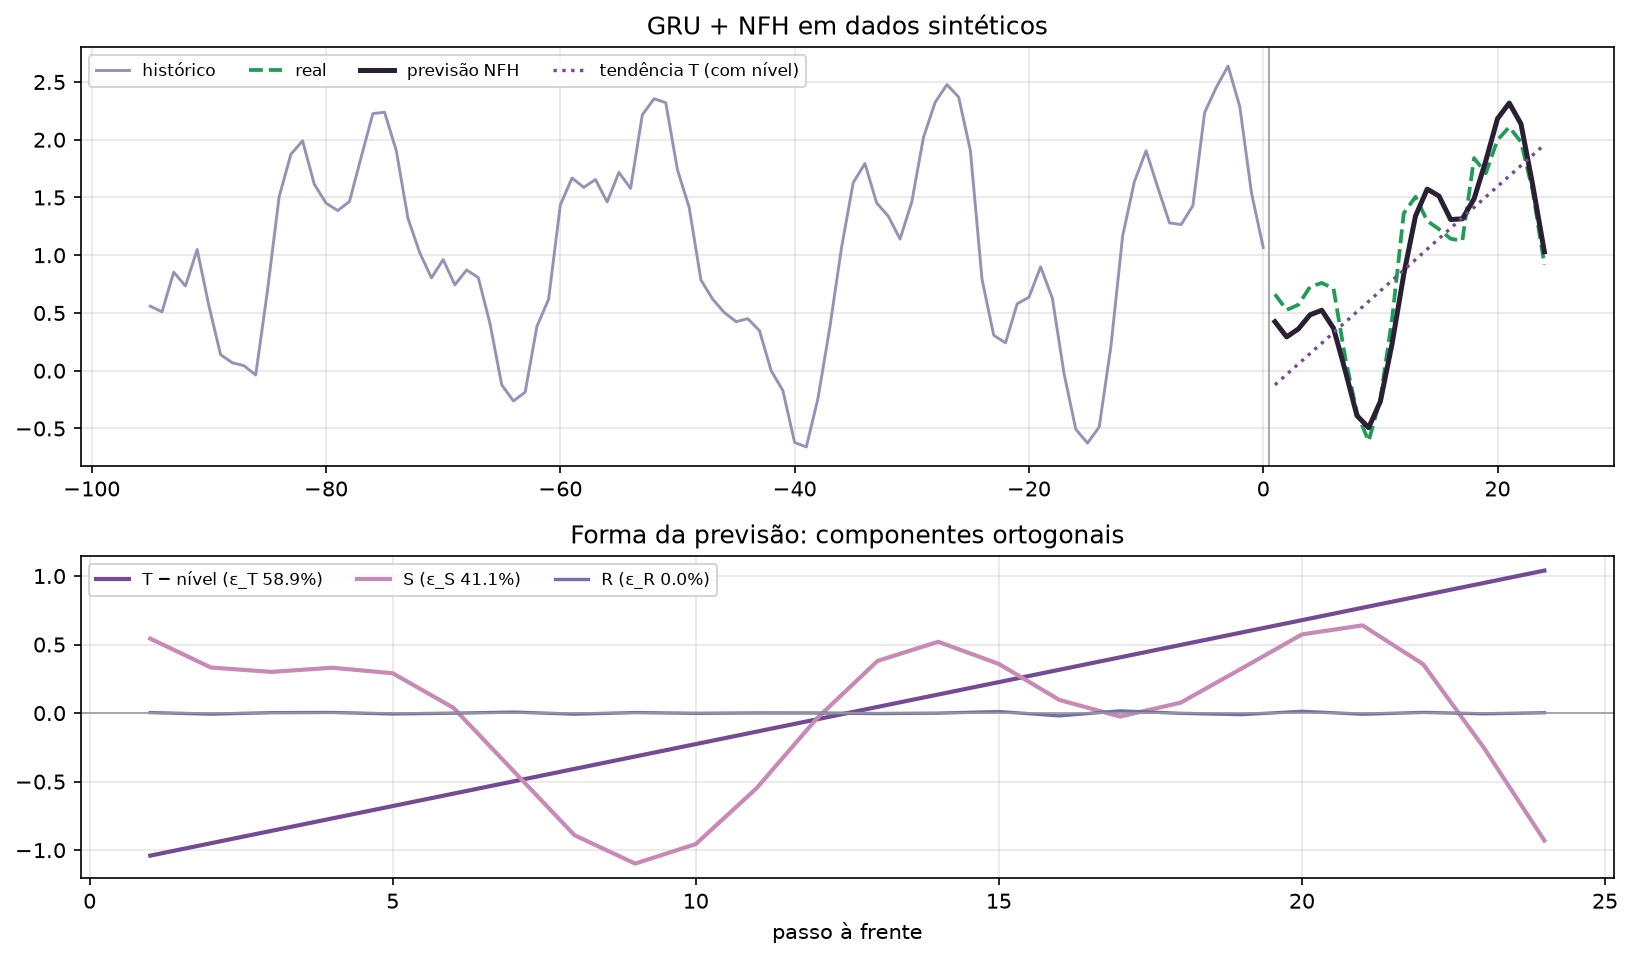 GRU + NFH em dados sintéticos
histórico real previsão NFH tendência T (com nível)
2.5
2.0
1.5
1.0
0.5
0.0
−0.5
−100 −80 −60 −40 −20 0 20
Forma da previsão: componentes ortogonais
T − nível (ε_T 58.9%) S (ε_S 41.1%) R (ε_R 0.0%)
1.0
0.5
0.0
−0.5
−1.0
0 5 10 15 20 25
passo à frente